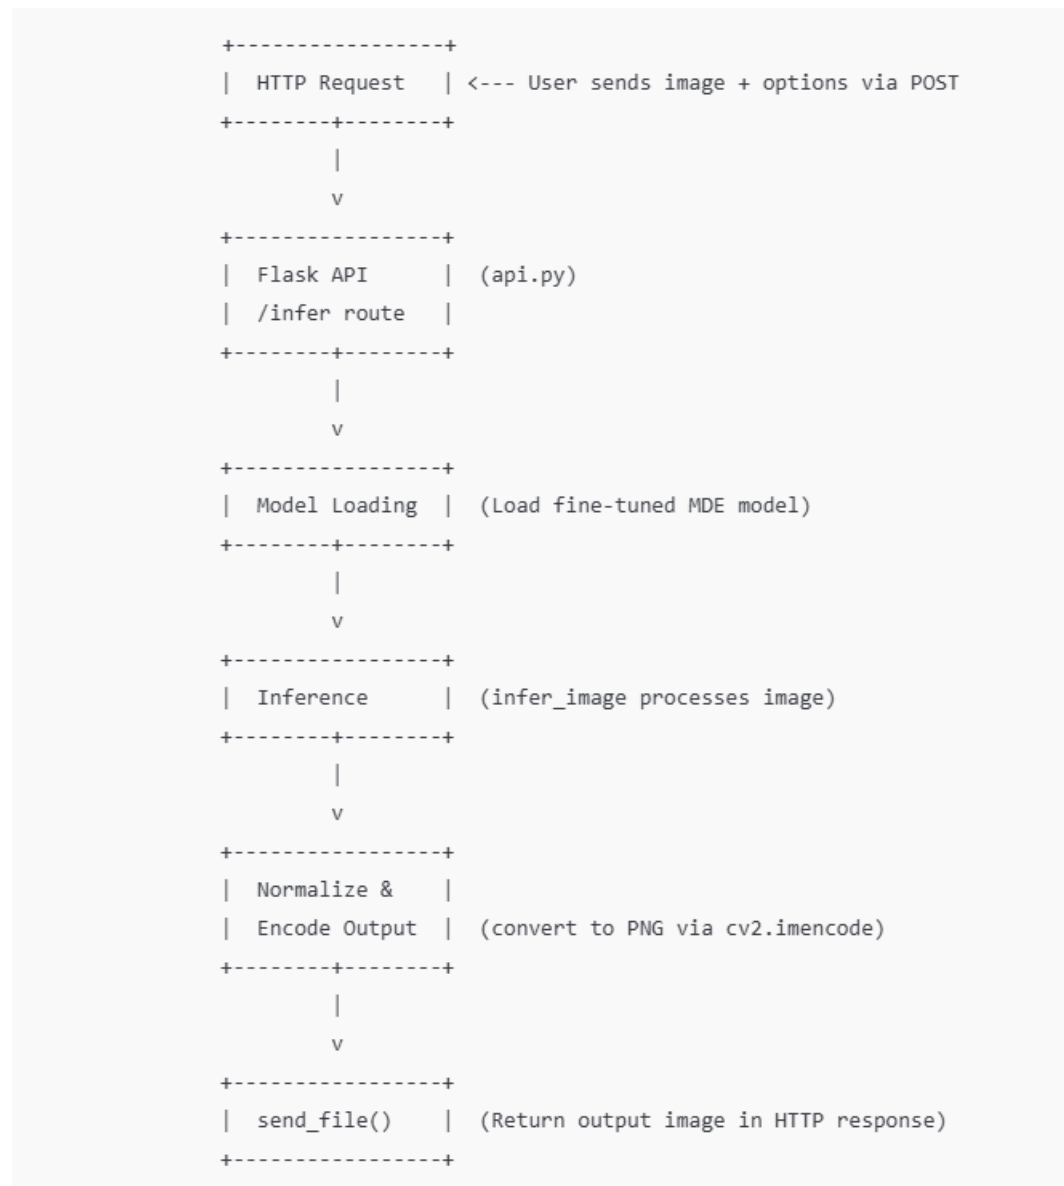 +-----------------+
|  HTTP Request   | <--- User sends image + options via POST
+--------+--------+
         |
         v
+-----------------+
|  Flask API      |  (api.py)
|  /infer route   |
+--------+--------+
         |
         v
+-----------------+
|  Model Loading  |  (Load fine-tuned MDE model)
+--------+--------+
         |
         v
+-----------------+
|  Inference      |  (infer_image processes image)
+--------+--------+
         |
         v
+-----------------+
|  Normalize &    |
|  Encode Output  |  (convert to PNG via cv2.imencode)
+--------+--------+
         |
         v
+-----------------+
|  send_file()    |  (Return output image in HTTP response)
+-----------------+